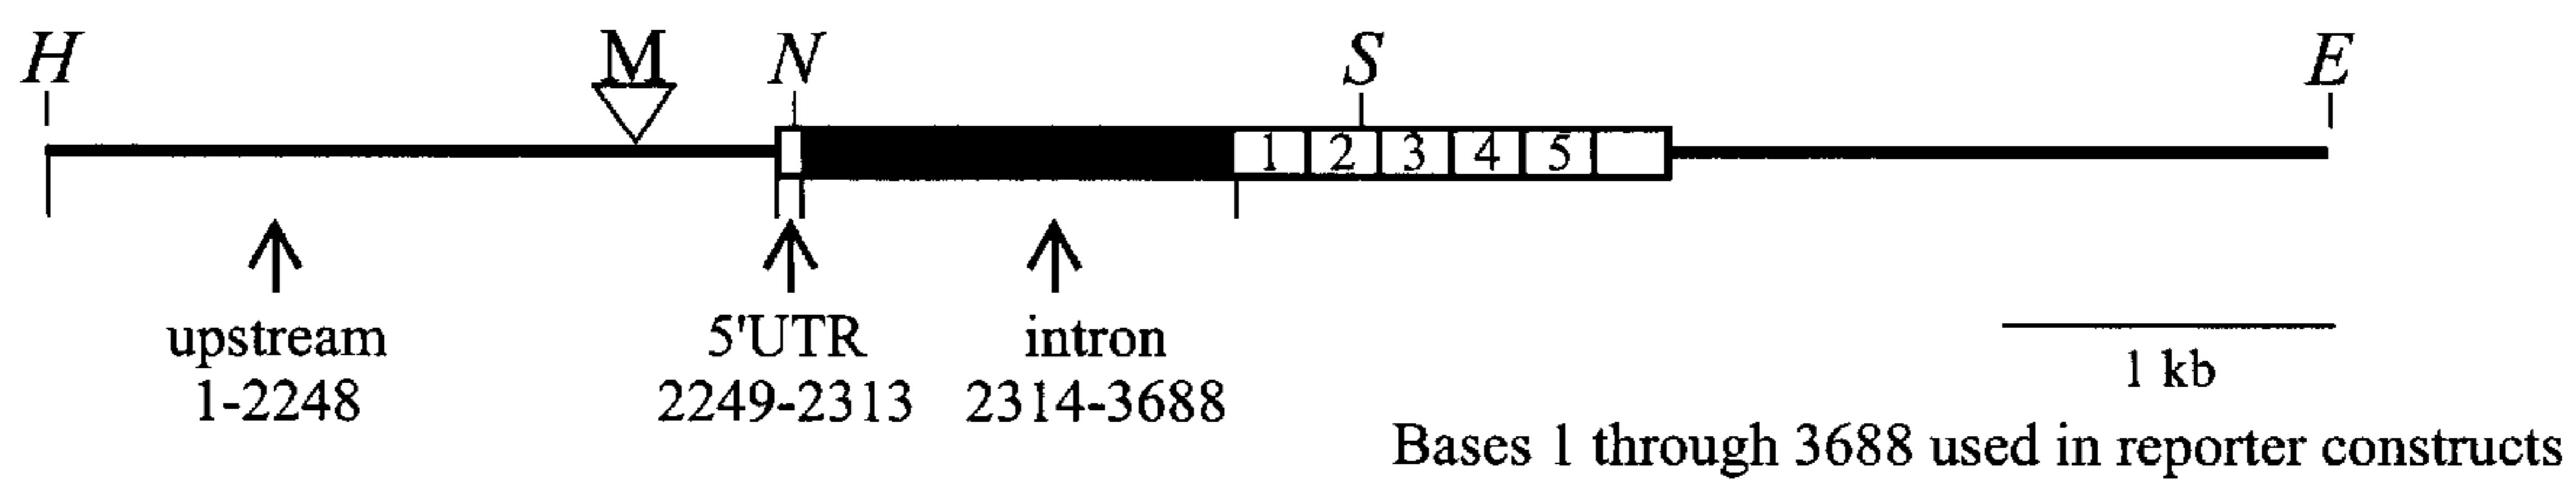 H M N S E
1 2 3 4 5
upstream 5'UTR intron
1-2248 2249-2313 2314-3688
1 kb
Bases 1 through 3688 used in reporter constructs